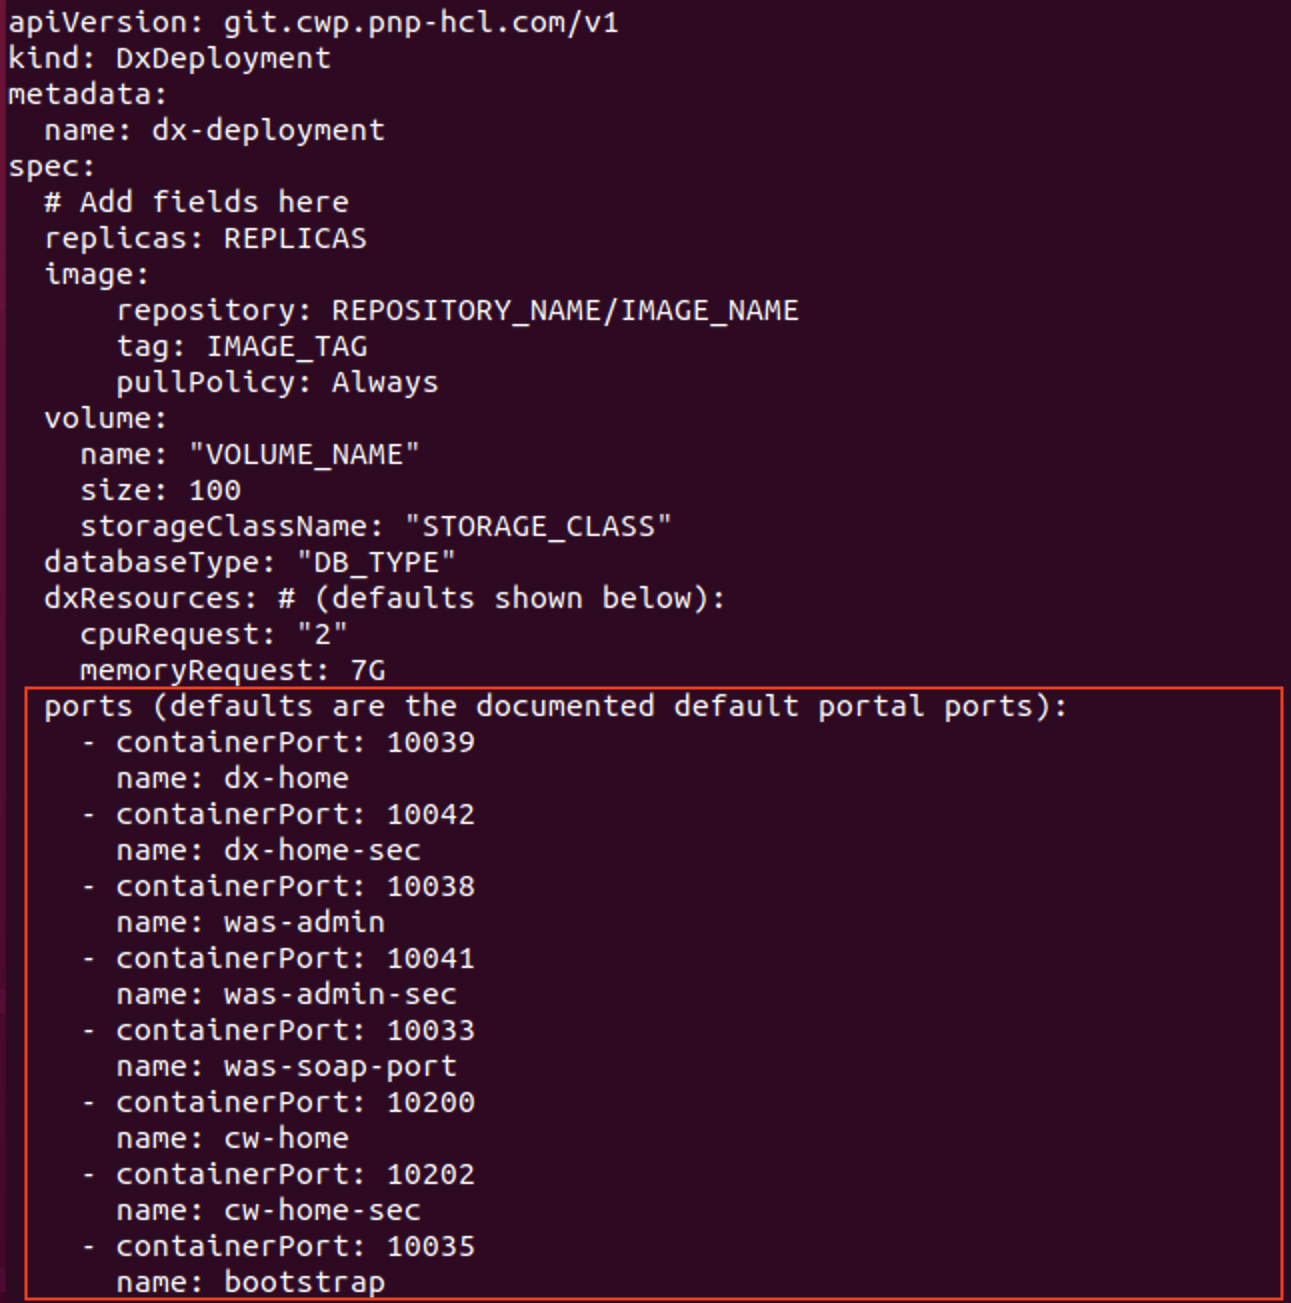 apiVersion: git.cwp.pnp-hcl.com/v1
kind: DxDeployment
metadata:
  name: dx-deployment
spec:
  # Add fields here
  replicas: REPLICAS
  image:
      repository: REPOSITORY_NAME/IMAGE_NAME
      tag: IMAGE_TAG
      pullPolicy: Always
  volume:
    name: "VOLUME_NAME"
    size: 100
    storageClassName: "STORAGE_CLASS"
  databaseType: "DB_TYPE"
  dxResources: # (defaults shown below):
    cpuRequest: "2"
    memoryRequest: 7G
  ports (defaults are the documented default portal ports):
    - containerPort: 10039
      name: dx-home
    - containerPort: 10042
      name: dx-home-sec
    - containerPort: 10038
      name: was-admin
    - containerPort: 10041
      name: was-admin-sec
    - containerPort: 10033
      name: was-soap-port
    - containerPort: 10200
      name: cw-home
    - containerPort: 10202
      name: cw-home-sec
    - containerPort: 10035
      name: bootstrap